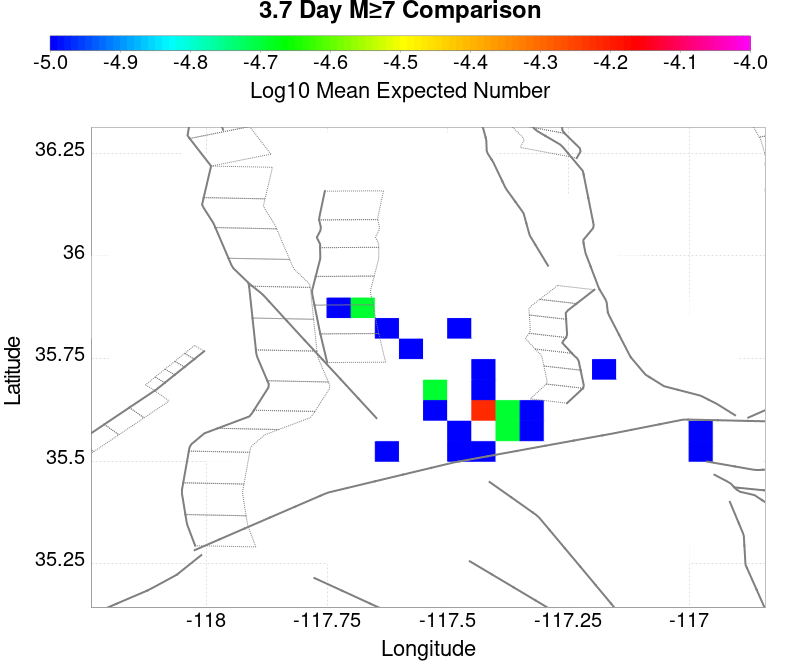 3.7 Day M≥7 Comparison
-5.0 -4.9 -4.8 -4.7 -4.6 -4.5 -4.4 -4.3 -4.2 -4.1 -4.0
Log10 Mean Expected Number
36.25
36
35.75
35.5
35.25
Latitude
-118 -117.75 -117.5 -117.25 -117
Longitude